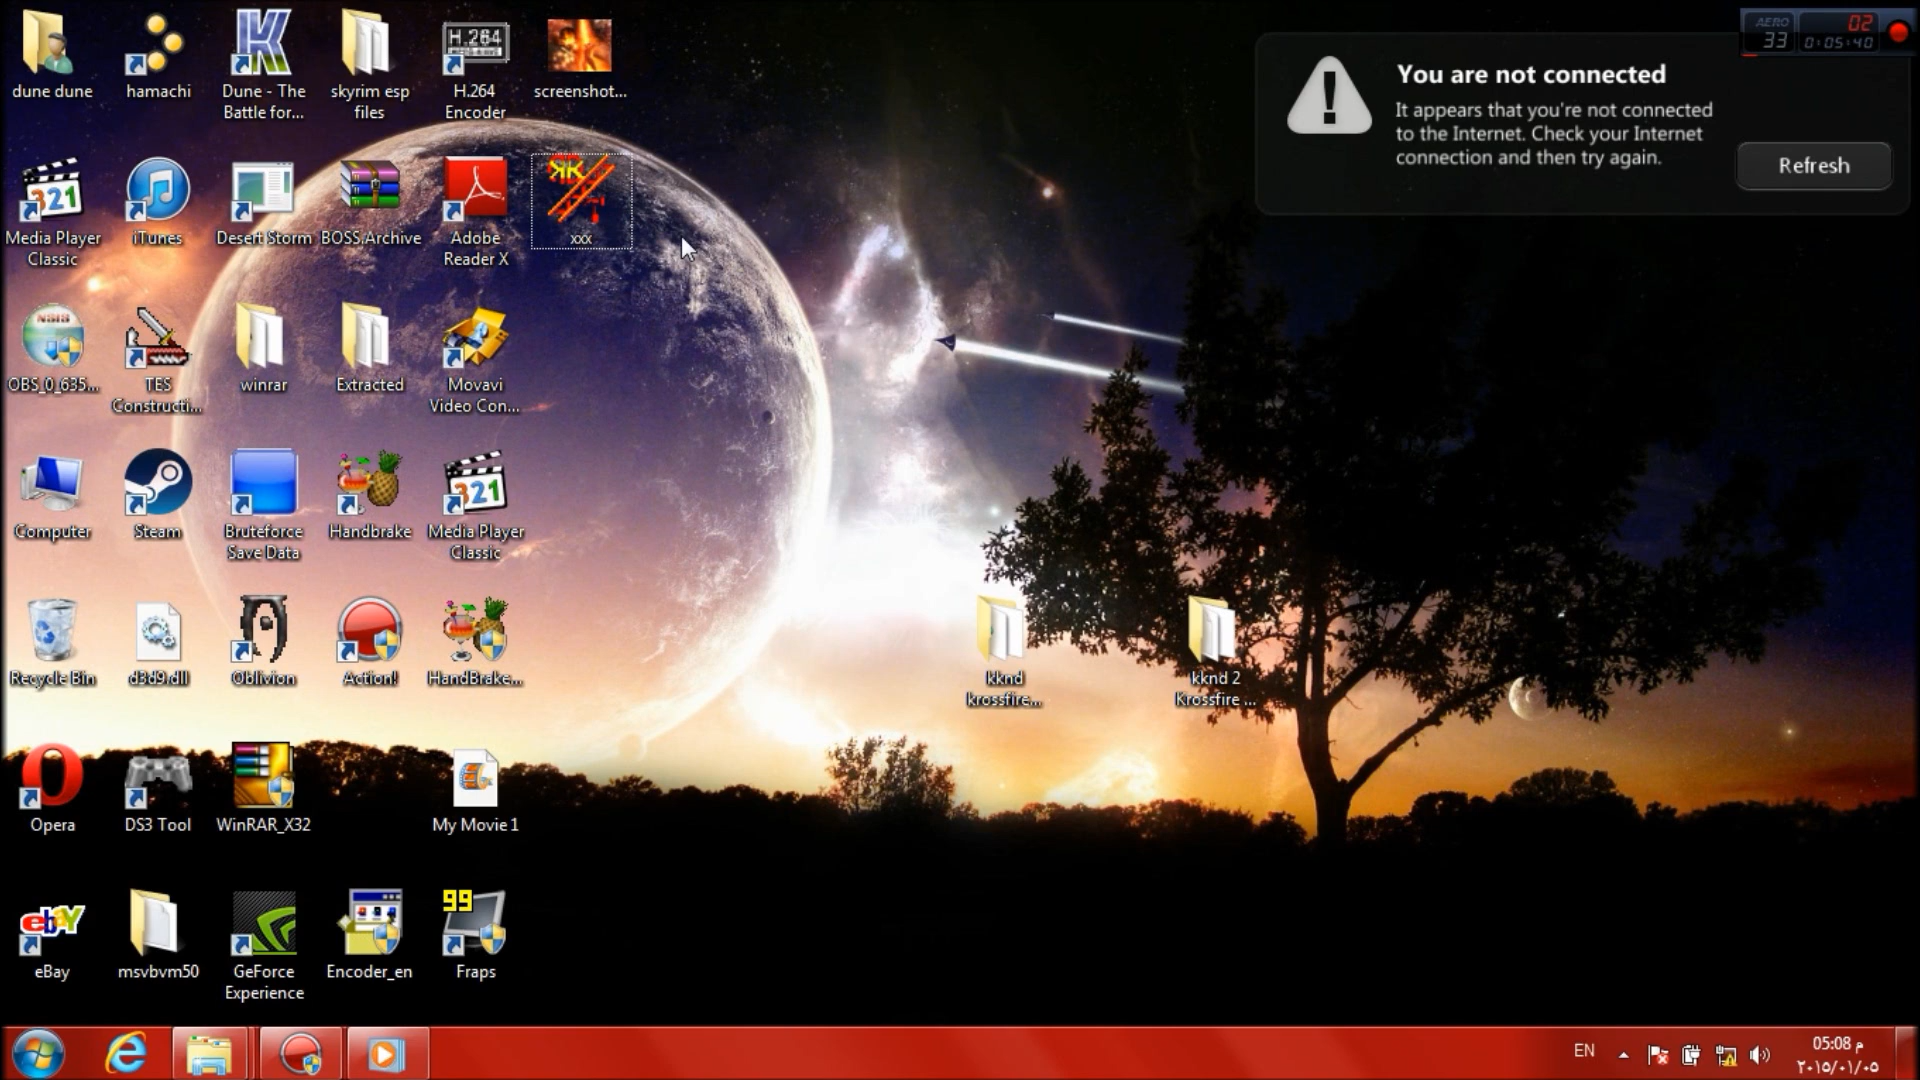 dune dune
hamachi
Dune - The
Battle for...
skyrim esp
files
H.264
H.264
Encoder
screenshot...
You are not connected
It appears that you're not connected
to the Internet. Check your Internet
connection and then try again.
Refresh
AERO
33
02
0:05:40
321
Media Player
Classic
iTunes
Desert Storm
BOSS.Archive
Adobe
Reader X
KK
xxx
NSIS
OBS_0_635...
TES
Constructi...
winrar
Extracted
Movavi
Video Con...
Computer
Steam
Bruteforce
Save Data
Handbrake
321
Media Player
Classic
Recycle Bin
d3d9.dll
Oblivion
Action!
HandBrake...
kknd
krossfire...
kknd 2
Krossfire ...
Opera
DS3 Tool
WinRAR_X32
My Movie 1
ebay
eBay
msvbvm50
GeForce
Experience
Encoder_en
99
Fraps
EN
05:08 م
٢٠١٥/٠١/٠٥